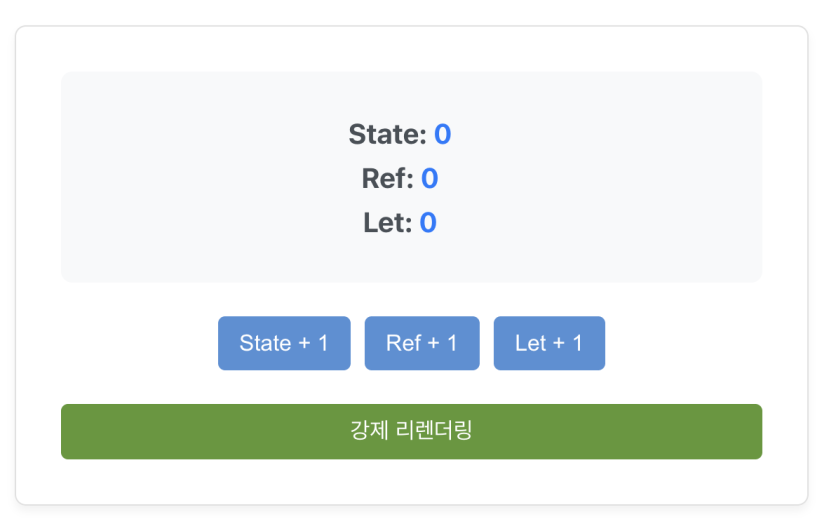 State: 0
Ref: 0
Let: 0
State + 1 Ref + 1 Let + 1
강제 리렌더링